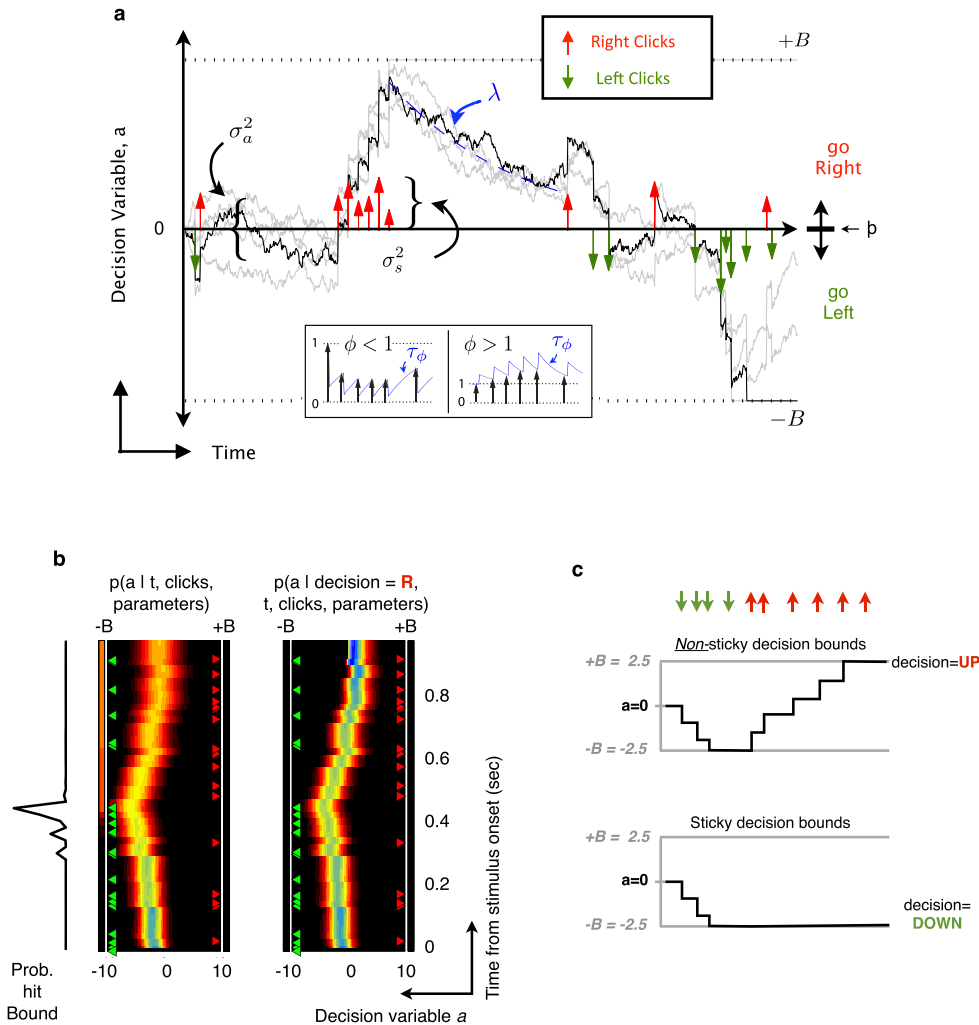 a
Right Clicks
Left Clicks
+B
λ
σ_a^2
go
Right
Decision Variable, a
0
← þ
σ_s^2
go
Left
1
ϕ < 1
τ_ϕ
0
ϕ > 1
τ_ϕ
1
0
−B
Time
b
p(a | t, clicks,
parameters)
p(a | decision = R,
t, clicks, parameters)
-B
+B
-B
+B
0.8
0.6
0.4
0.2
0
Time from stimulus onset (sec)
-10
0
10
-10
0
10
Prob.
hit
Bound
Decision variable a
c
Non-sticky decision bounds
+B = 2.5
decision=UP
a=0
-B = -2.5
Sticky decision bounds
+B = 2.5
a=0
decision=
DOWN
-B = -2.5